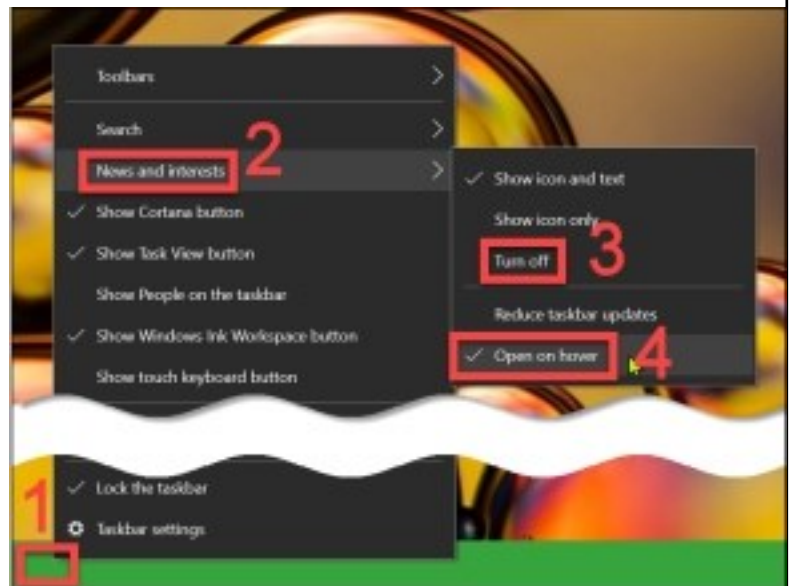 Toolbars
Search
2
News and interests
Show icon and text
Show Cortana button
Show icon only
3
Show Task View button
Turn off
Show People on the taskbar
Reduce taskbar updates
Show Windows Ink Workspace button
Open on hover
4
Show touch keyboard button
1
Lock the taskbar
Taskbar settings